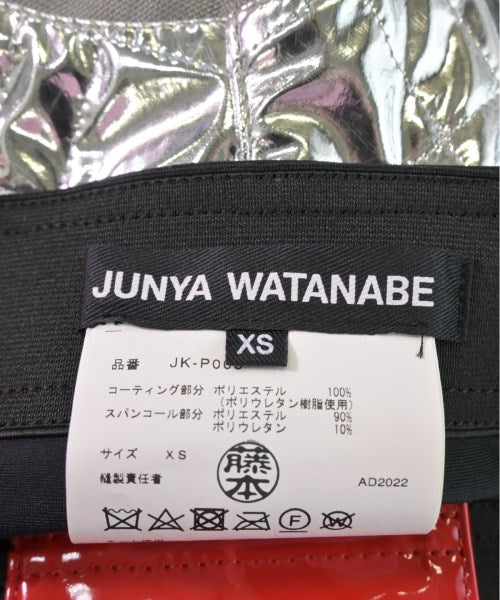 JUNYA WATANABE
XS
品番 JK-P0
コーティング部分 ポリエステル 100%
(ポリウレタン樹脂使用)
スパンコール部分 ポリエステル 90%
ポリウレタン 10%
サイズ XS
縫製責任者
藤本
AD2022
F
W